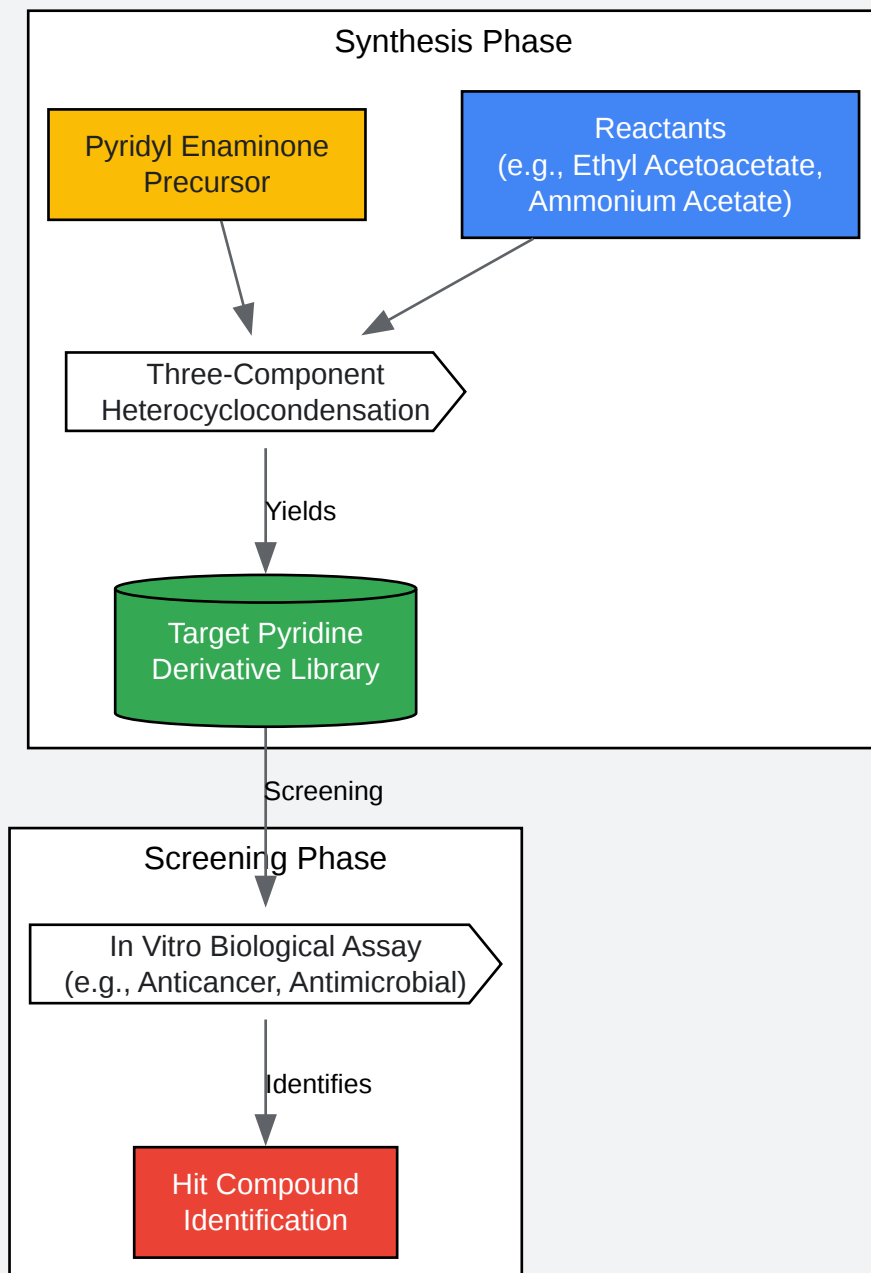 Synthesis Phase
Pyridyl Enaminone
Precursor
Reactants
(e.g., Ethyl Acetoacetate,
Ammonium Acetate)
Three-Component
Heterocyclocondensation
Yields
Target Pyridine
Derivative Library
Screening
Screening Phase
In Vitro Biological Assay
(e.g., Anticancer, Antimicrobial)
Identifies
Hit Compound
Identification